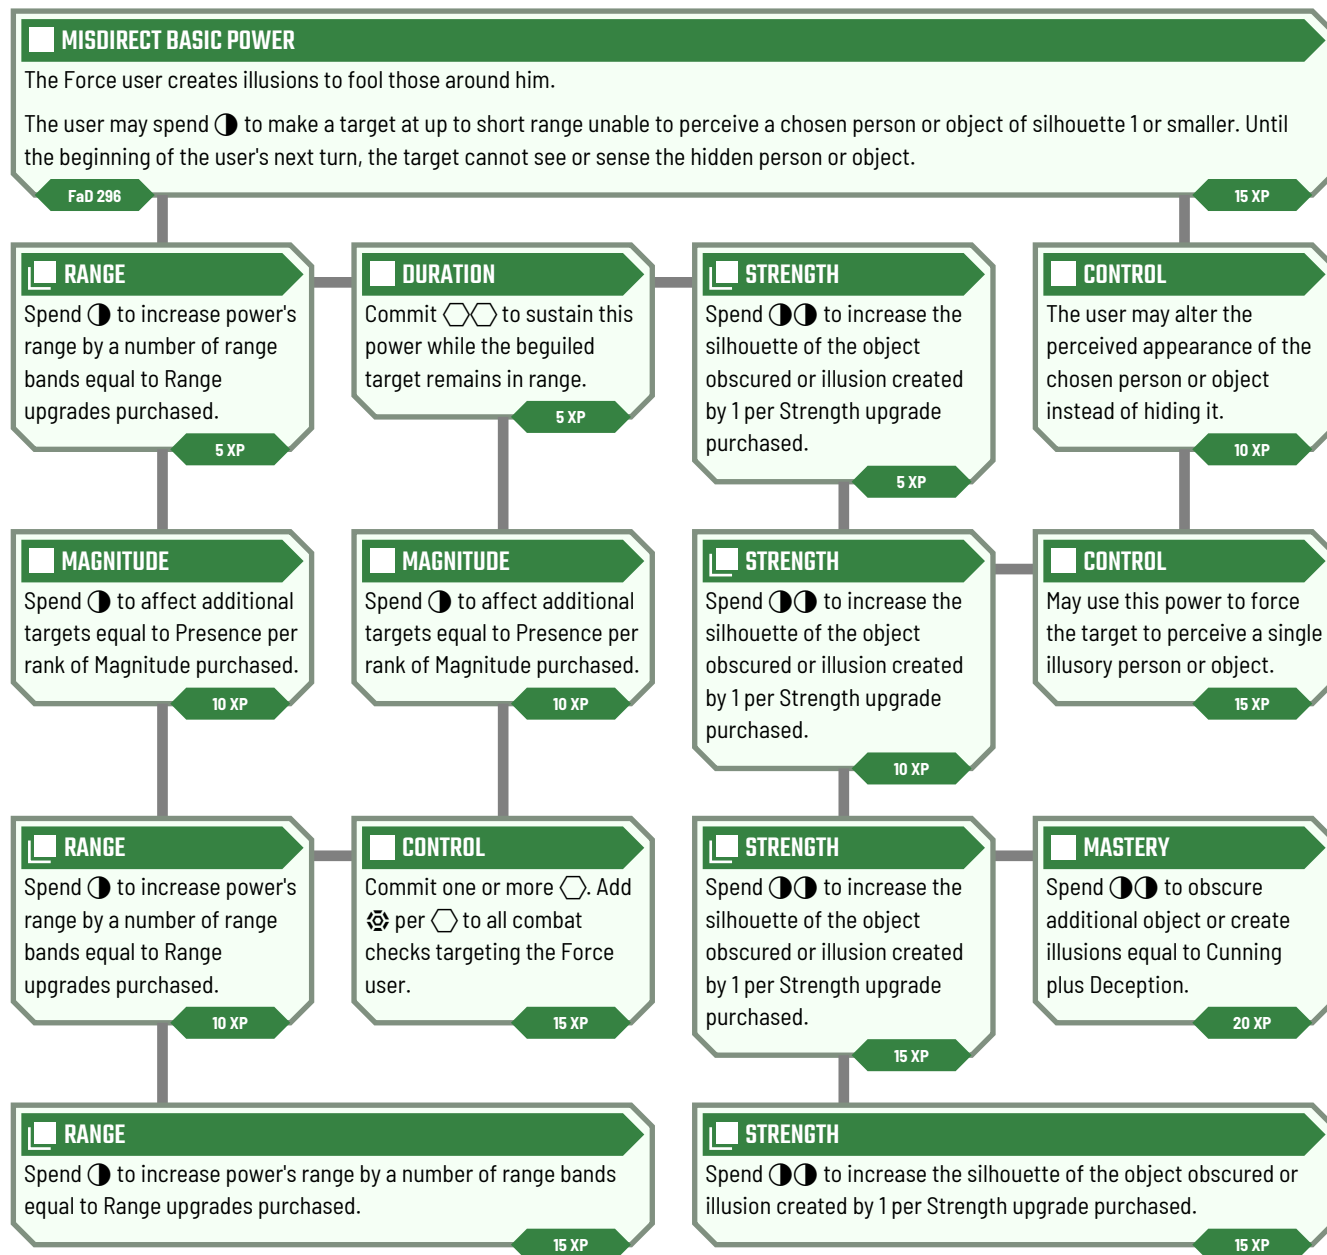 MISDIRECT BASIC POWER
The Force user creates illusions to fool those around him.
The user may spend ◑ to make a target at up to short range unable to perceive a chosen person or object of silhouette 1 or smaller. Until
the beginning of the user's next turn, the target cannot see or sense the hidden person or object.
FaD 296
15 XP
RANGE
Spend ◑ to increase power's
range by a number of range
bands equal to Range
upgrades purchased.
5 XP
DURATION
Commit ⬡⬡ to sustain this
power while the beguiled
target remains in range.
5 XP
STRENGTH
Spend ◑◑ to increase the
silhouette of the object
obscured or illusion created
by 1 per Strength upgrade
purchased.
5 XP
CONTROL
The user may alter the
perceived appearance of the
chosen person or object
instead of hiding it.
10 XP
MAGNITUDE
Spend ◑ to affect additional
targets equal to Presence per
rank of Magnitude purchased.
10 XP
MAGNITUDE
Spend ◑ to affect additional
targets equal to Presence per
rank of Magnitude purchased.
10 XP
STRENGTH
Spend ◑◑ to increase the
silhouette of the object
obscured or illusion created
by 1 per Strength upgrade
purchased.
10 XP
CONTROL
May use this power to force
the target to perceive a single
illusory person or object.
15 XP
RANGE
Spend ◑ to increase power's
range by a number of range
bands equal to Range
upgrades purchased.
10 XP
CONTROL
Commit one or more ⬡. Add
per ⬡ to all combat
checks targeting the Force
user.
15 XP
STRENGTH
Spend ◑◑ to increase the
silhouette of the object
obscured or illusion created
by 1 per Strength upgrade
purchased.
15 XP
MASTERY
Spend ◑◑ to obscure
additional object or create
illusions equal to Cunning
plus Deception.
20 XP
RANGE
Spend ◑ to increase power's range by a number of range bands
equal to Range upgrades purchased.
15 XP
STRENGTH
Spend ◑◑ to increase the silhouette of the object obscured or
illusion created by 1 per Strength upgrade purchased.
15 XP